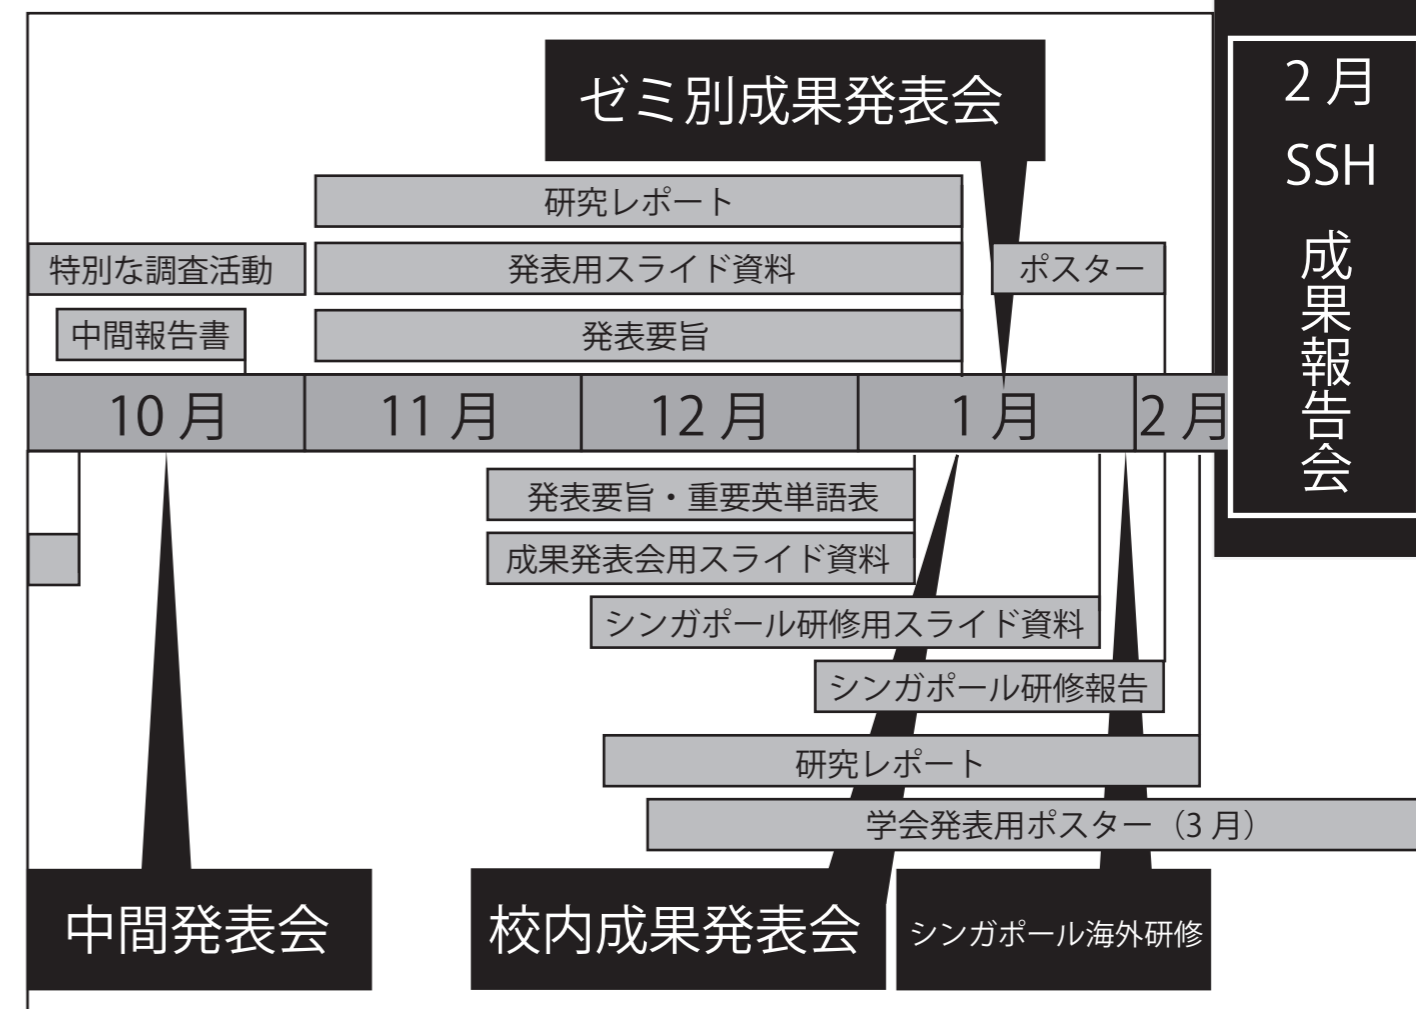 ゼミ別成果発表会
2月
SSH
成果報告会
研究レポート
特別な調査活動
発表用スライド資料
ポスター
中間報告書
発表要旨
10月
11月
12月
1月
2月
発表要旨・重要英単語表
成果発表会用スライド資料
シンガポール研修用スライド資料
シンガポール研修報告
研究レポート
学会発表用ポスター（3月）
中間発表会
校内成果発表会
シンガポール海外研修